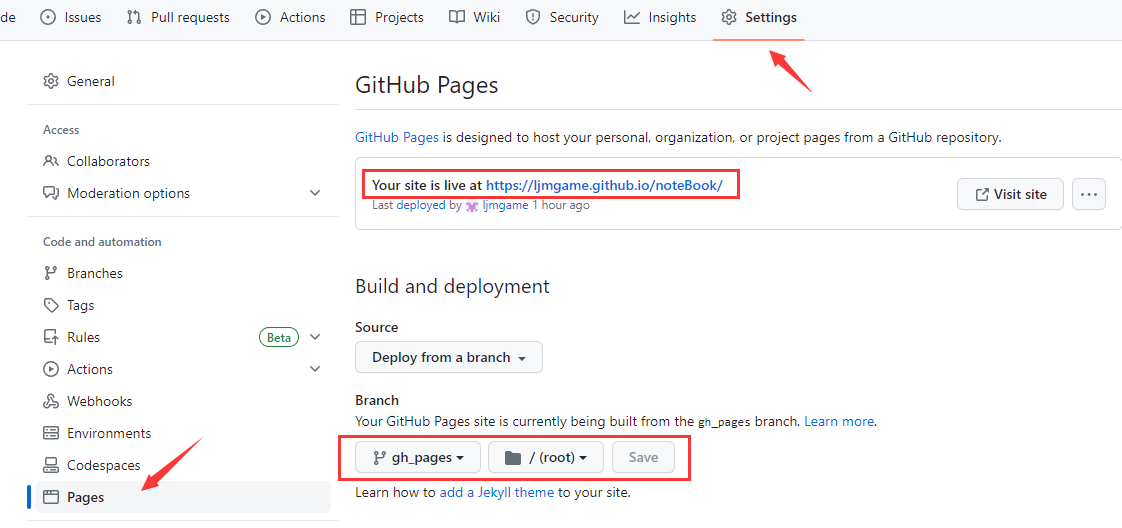 de Issues Pull requests Actions Projects Wiki Security Insights Settings
General
Access
Collaborators
Moderation options
Code and automation
Branches
Tags
Rules Beta
Actions
Webhooks
Environments
Codespaces
Pages
GitHub Pages
GitHub Pages is designed to host your personal, organization, or project pages from a GitHub repository.
Your site is live at https://ljmgame.github.io/noteBook/
Last deployed by ljmgame 1 hour ago
Visit site
Build and deployment
Source
Deploy from a branch
Branch
Your GitHub Pages site is currently being built from the gh_pages branch. Learn more.
gh_pages / (root) Save
Learn how to add a Jekyll theme to your site.